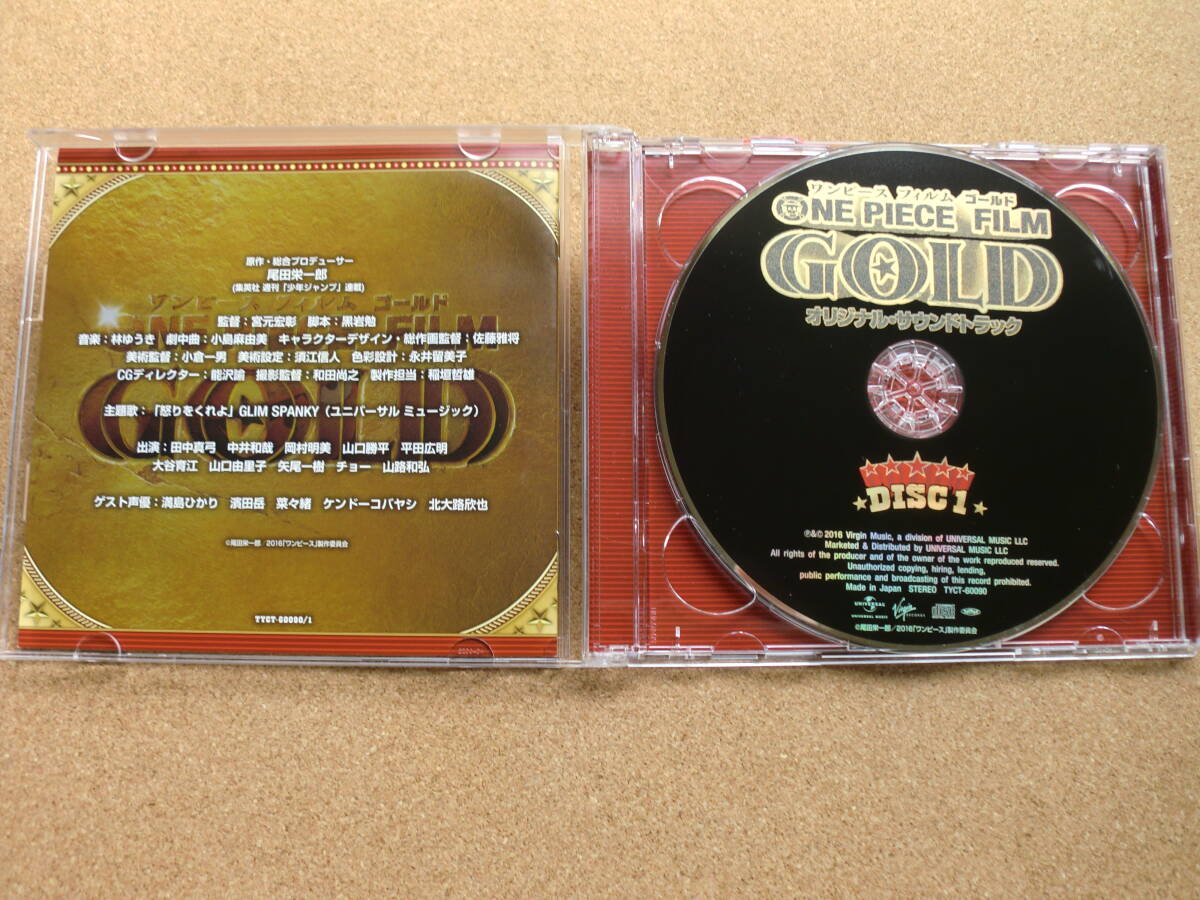 原作・総合プロデューサー
尾田栄一郎
(集英社 週刊「少年ジャンプ」連載)
ワンピース フィルム ゴールド
ONE PIECE FILM
GOLD
監督：宮元宏彰 脚本：黒岩勉
音楽：林ゆうき 劇中曲：小島麻由美 キャラクターデザイン・総作画監督：佐藤雅将
美術監督：小倉一男 美術設定：須江信人 色彩設計：永井留美子
CGディレクター：能沢諭 撮影監督：和田尚之 製作担当：稲垣哲雄
主題歌：「怒りをくれよ」GLIM SPANKY（ユニバーサル ミュージック）
出演：田中真弓 中井和哉 岡村明美 山口勝平 平田広明
大谷育江 山口由里子 矢尾一樹 チョー 山路和弘
ゲスト声優：満島ひかり 濱田岳 菜々緒 ケンドーコバヤシ 北大路欣也
©尾田栄一郎／2016「ワンピース」製作委員会
TYCT-60090/1
ワンピース フィルム ゴールド
ONE PIECE FILM
GOLD
オリジナル・サウンドトラック
DISC 1
℗&© 2016 Virgin Music, a division of UNIVERSAL MUSIC LLC
Marketed & Distributed by UNIVERSAL MUSIC LLC
All rights of the producer and of the owner of the work reproduced reserved.
Unauthorized copying, hiring, lending,
public performance and broadcasting of this record prohibited.
Made in Japan STEREO TYCT-60090
UNIVERSAL Virgin
©尾田栄一郎／2016「ワンピース」製作委員会